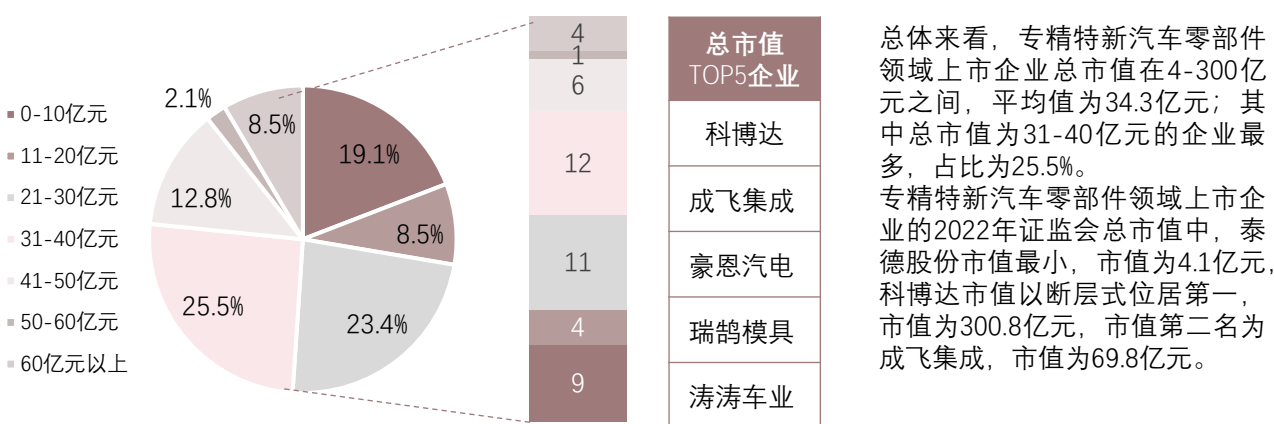 0-10亿元
11-20亿元
21-30亿元
31-40亿元
41-50亿元
50-60亿元
60亿元以上
2.1%
8.5%
19.1%
12.8%
8.5%
25.5%
23.4%
4
1
6
12
11
4
9
总市值
TOP5企业
科博达
成飞集成
豪恩汽电
瑞鹄模具
涛涛车业
总体来看，专精特新汽车零部件
领域上市企业总市值在4-300亿
元之间，平均值为34.3亿元；其
中总市值为31-40亿元的企业最
多，占比为25.5%。
专精特新汽车零部件领域上市企
业的2022年证监会总市值中，泰
德股份市值最小，市值为4.1亿元，
科博达市值以断层式位居第一，
市值为300.8亿元，市值第二名为
成飞集成，市值为69.8亿元。